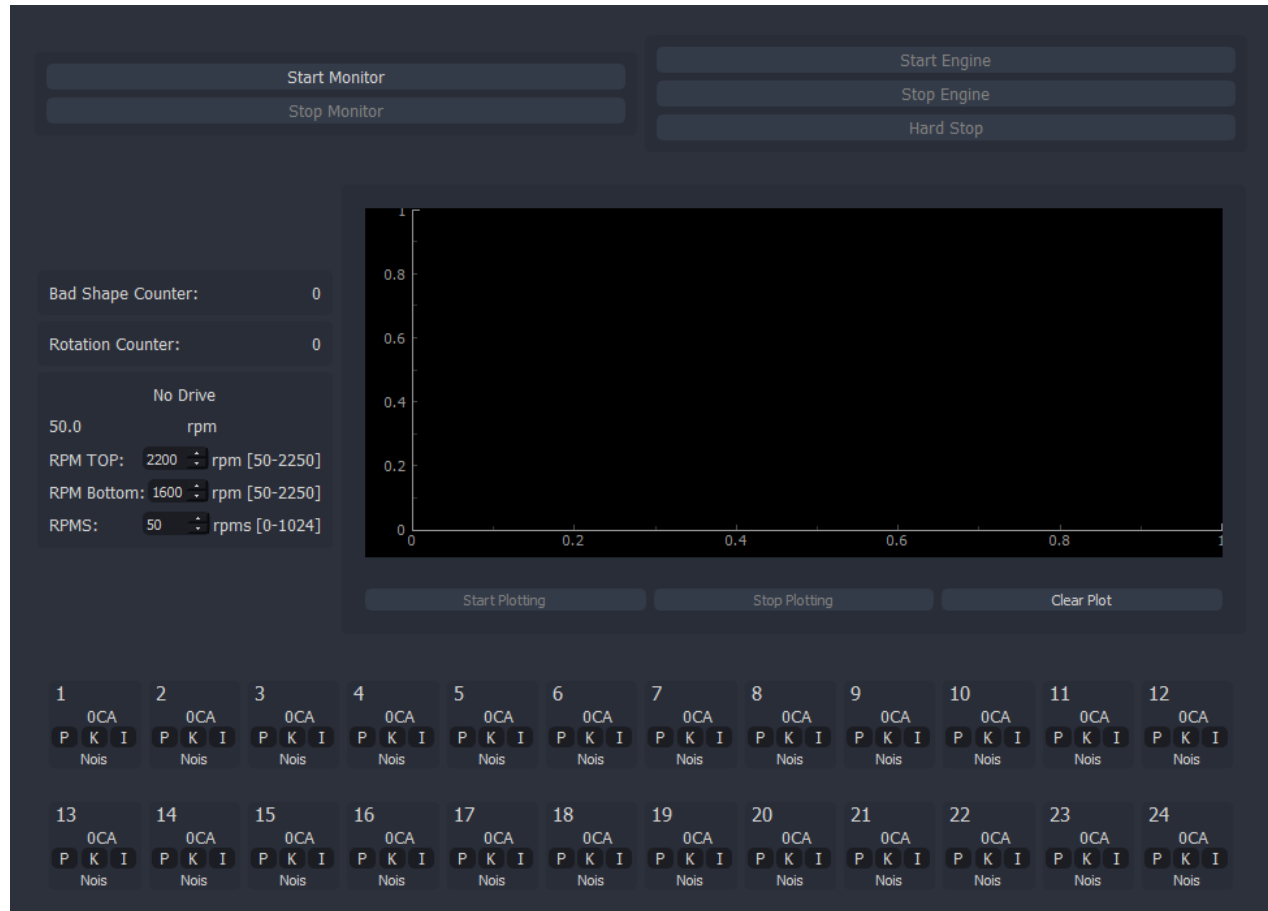 Start Monitor
Stop Monitor
Start Engine
Stop Engine
Hard Stop
Bad Shape Counter: 0
Rotation Counter: 0
No Drive
50.0 rpm
RPM TOP: 2200 rpm [50-2250]
RPM Bottom: 1600 rpm [50-2250]
RPMS: 50 rpms [0-1024]
1
0.8
0.6
0.4
0.2
0
0 0.2 0.4 0.6 0.8 1
Start Plotting Stop Plotting Clear Plot
1 2 3 4 5 6 7 8 9 10 11 12
0CA 0CA 0CA 0CA 0CA 0CA 0CA 0CA 0CA 0CA 0CA 0CA
P K I P K I P K I P K I P K I P K I P K I P K I P K I P K I P K I P K I
Nois Nois Nois Nois Nois Nois Nois Nois Nois Nois Nois Nois
13 14 15 16 17 18 19 20 21 22 23 24
0CA 0CA 0CA 0CA 0CA 0CA 0CA 0CA 0CA 0CA 0CA 0CA
P K I P K I P K I P K I P K I P K I P K I P K I P K I P K I P K I P K I
Nois Nois Nois Nois Nois Nois Nois Nois Nois Nois Nois Nois